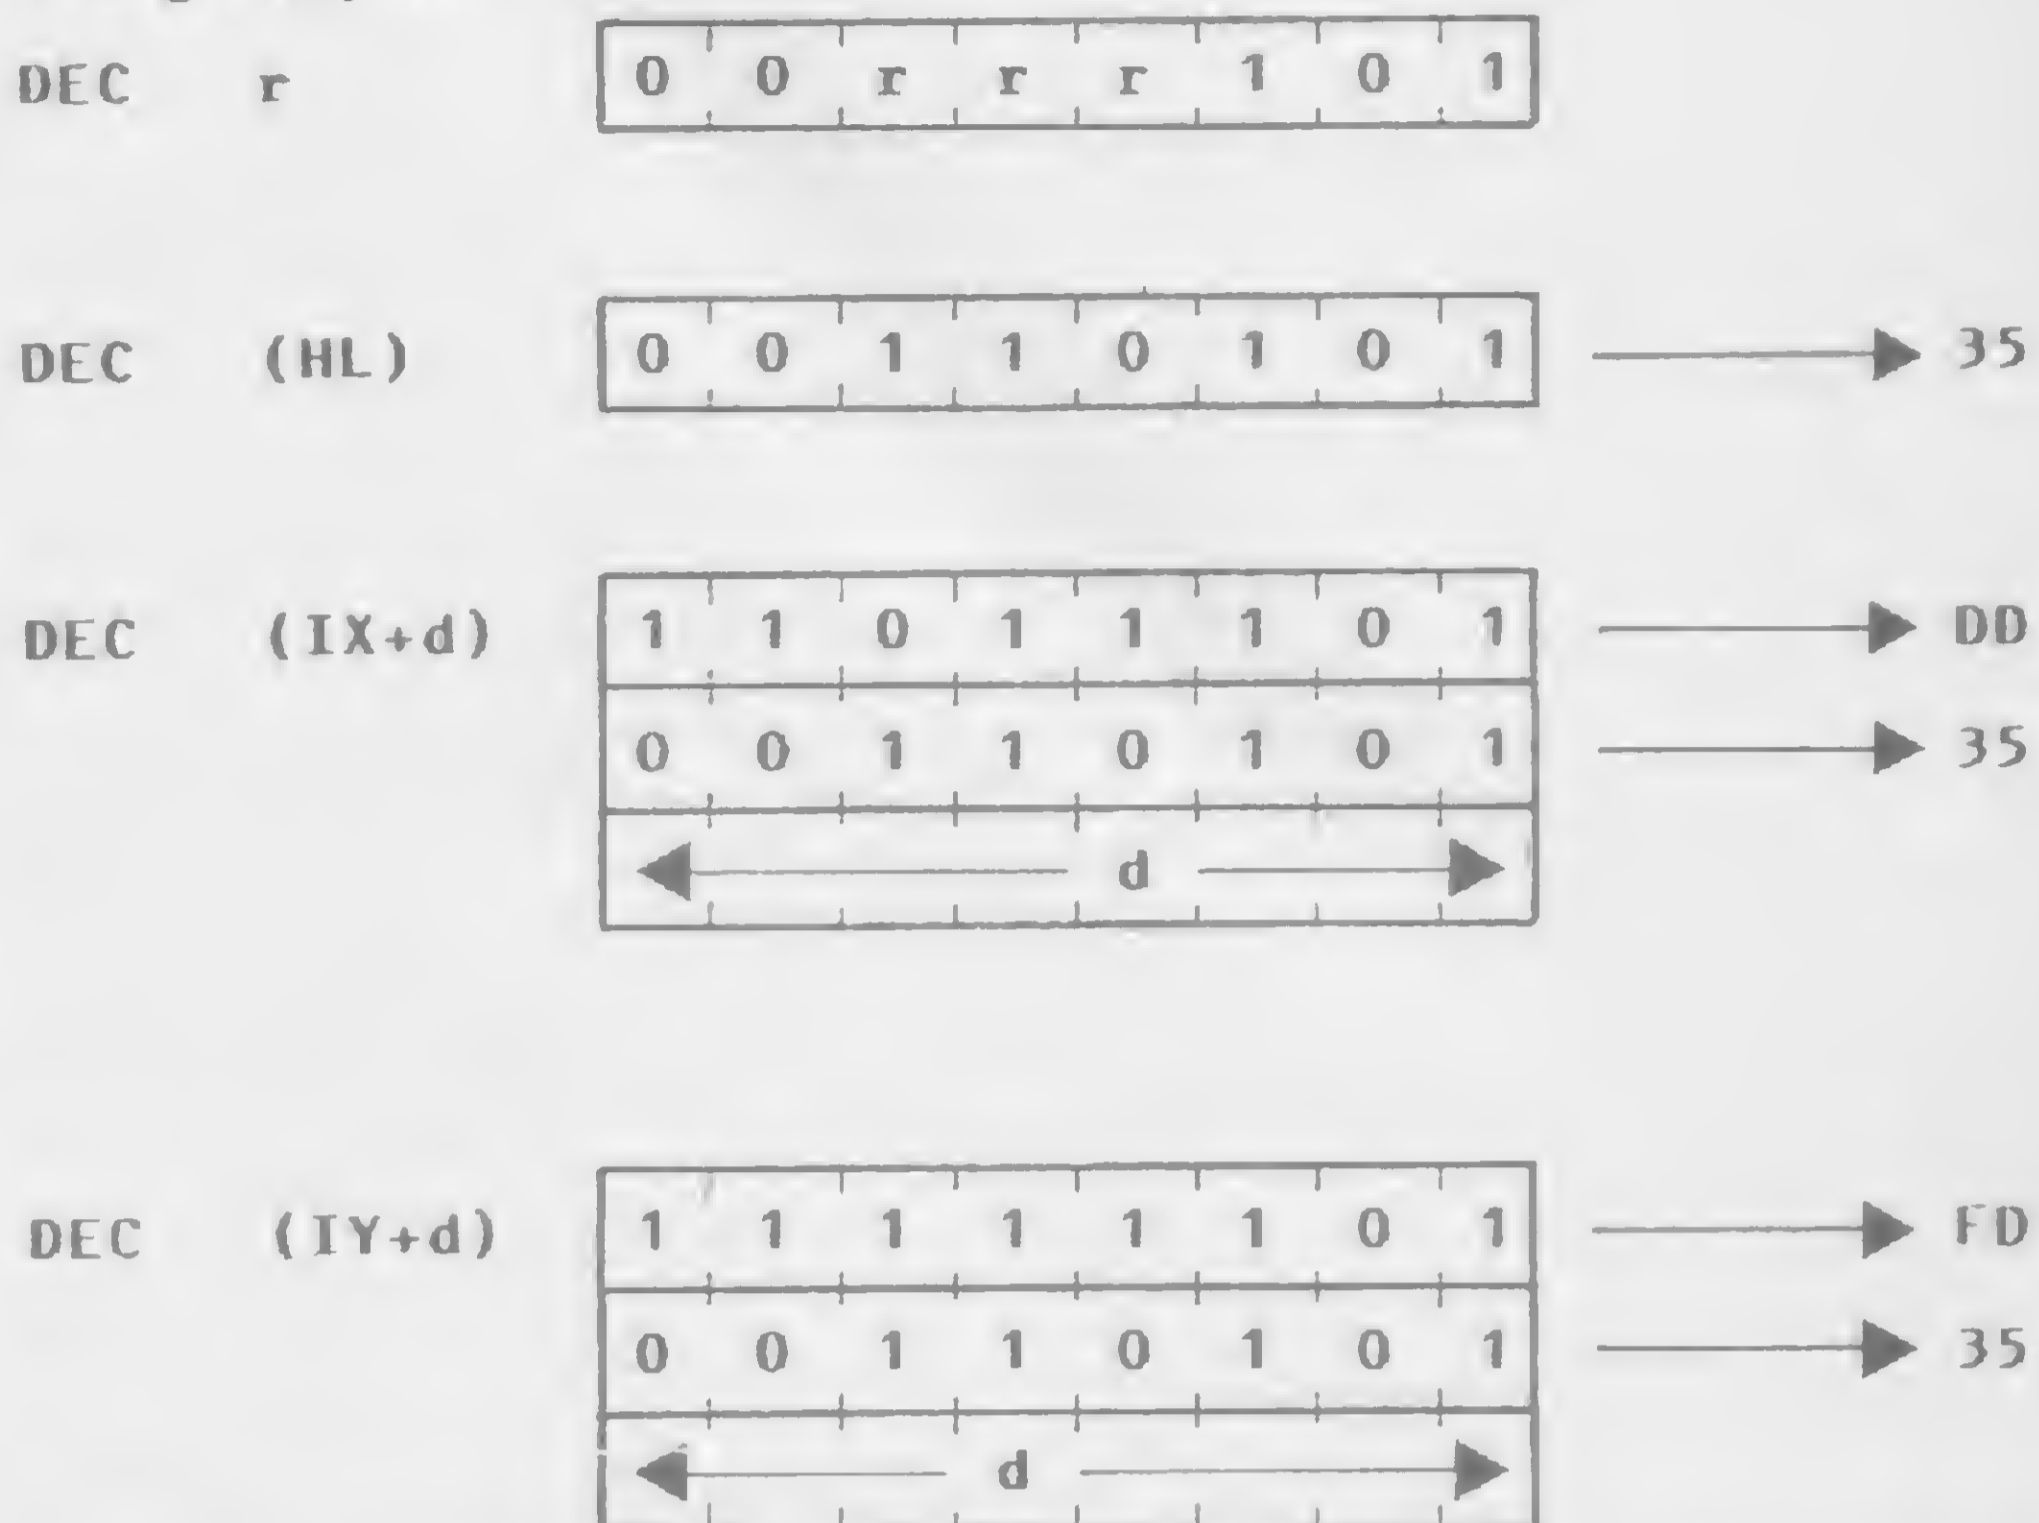 DEC r 0 0 r r r 1 0 1
DEC (HL) 0 0 1 1 0 1 0 1 35
DEC (IX+d) 1 1 0 1 1 1 0 1 DD
0 0 1 1 0 1 0 1 35
d
DEC (IY+d) 1 1 1 1 1 1 0 1 FD
0 0 1 1 0 1 0 1 35
d